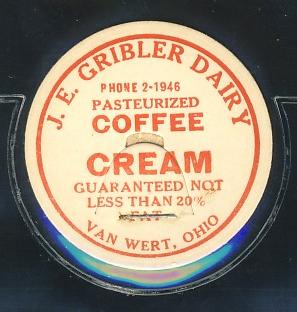 J. E. GRIBLER DAIRY
PHONE 2-1946
PASTEURIZED
COFFEE
CREAM
GUARANTEED NOT
LESS THAN 20%
FAT
VAN WERT, OHIO